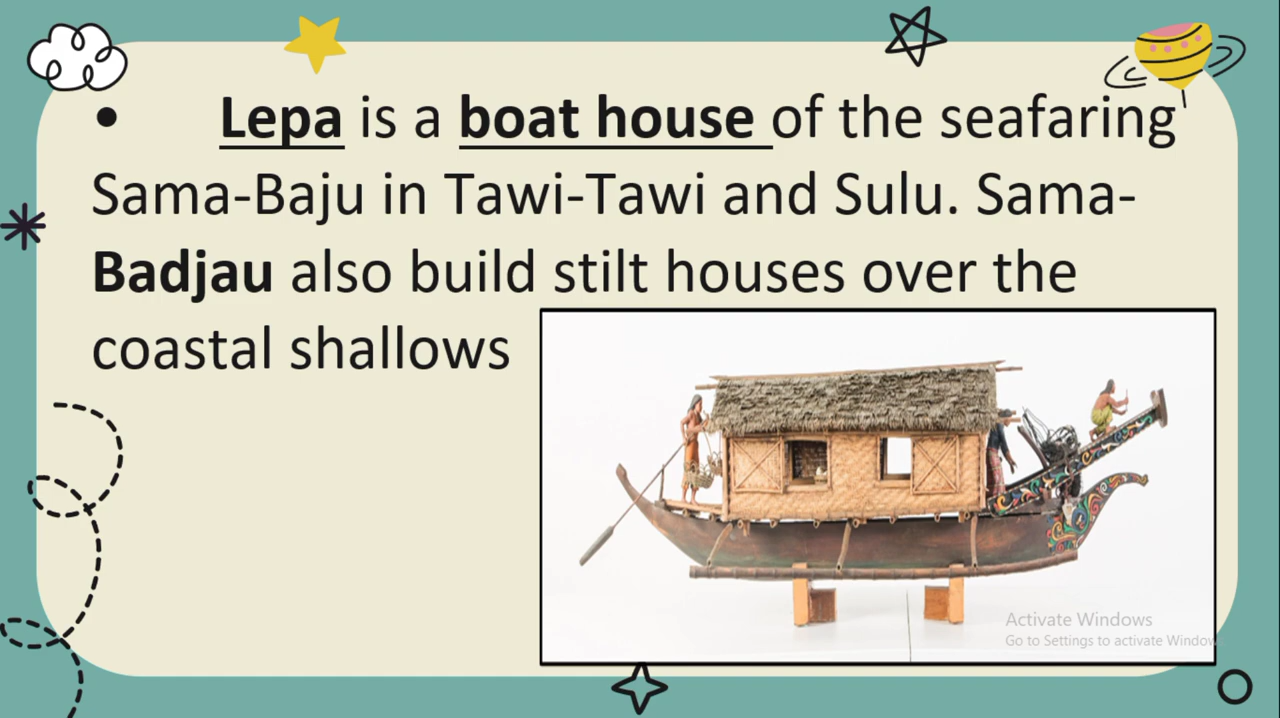 • Lepa is a boat house of the seafaring
Sama-Baju in Tawi-Tawi and Sulu. Sama-
Badjau also build stilt houses over the
coastal shallows
Activate Windows
Go to Settings to activate Window